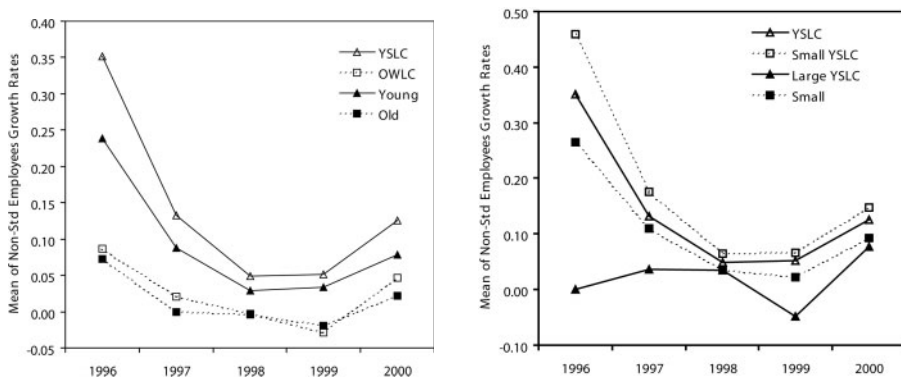 Mean of Non-Std Employees Growth Rates
0.40
0.35
0.30
0.25
0.20
0.15
0.10
0.05
0.00
-0.05
YSLC
OWLC
Young
Old
1996 1997 1998 1999 2000
Mean of Non-Std Employees Growth Rates
0.50
0.40
0.30
0.20
0.10
0.00
-0.10
YSLC
Small YSLC
Large YSLC
Small
1996 1997 1998 1999 2000